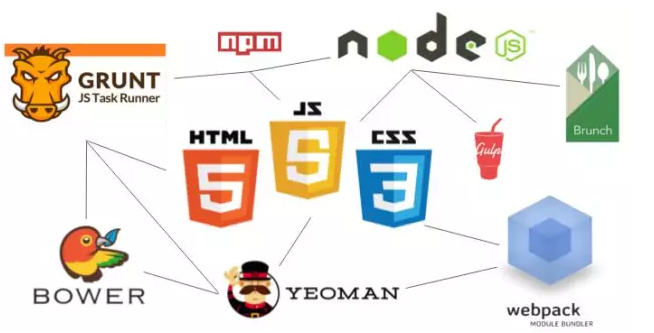 npm
node
JS
GRUNT
JS Task Runner
Brunch
JS
HTML
CSS
5
5
3
Gulp
BOWER
YEOMAN
webpack
MODULE BUNDLER